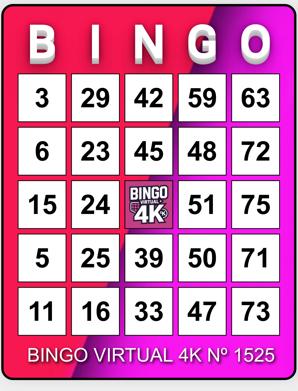 B I N G O
3 29 42 59 63
6 23 45 48 72
15 24 BINGO VIRTUAL 4K 51 75
5 25 39 50 71
11 16 33 47 73
BINGO VIRTUAL 4K Nº 1525